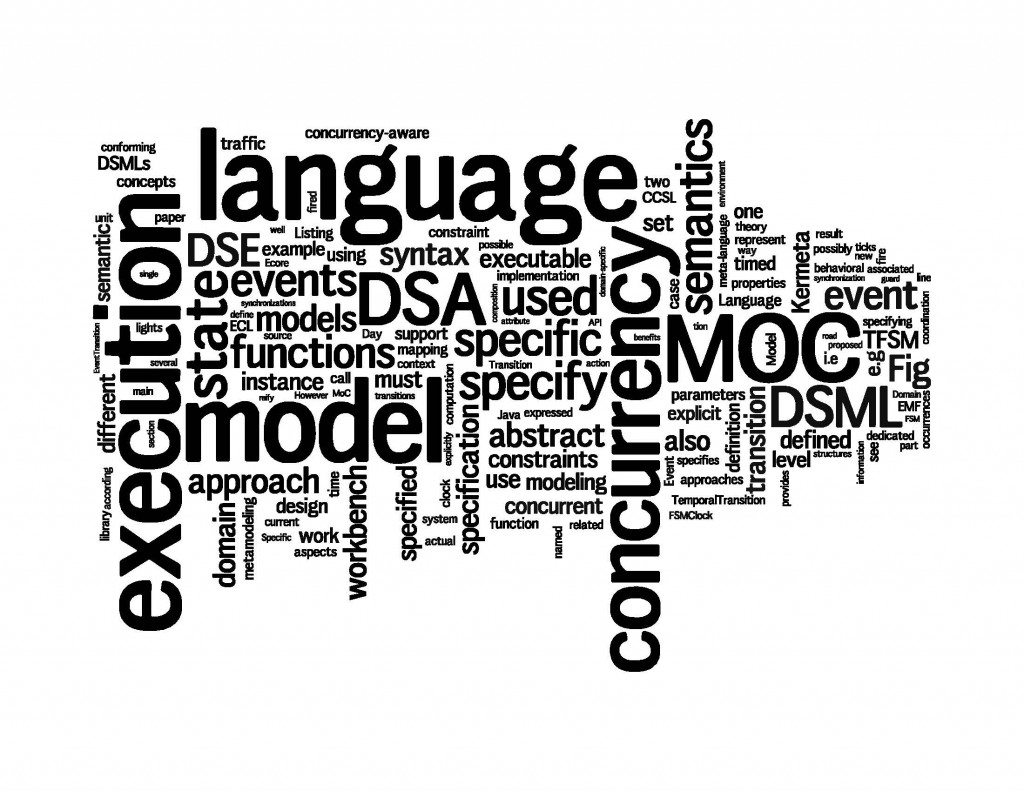 conforming
DSMLs
concepts
traffic
concurrency-aware
language
fired
execution
unit
paper
semantic
well
Listing
constraint
DSE
example
using
Ecore
syntax
possible
executable
domain-specific
implementation
single
state
events
synchronizations
DSA
composition
used
attribute
API
define
models
ECL
source
Day
support
specific
EventTransition
lights
functions
mapping
context
Transition
action
several
instance
call
must
reify
However
MoC
transitions
computation
specify
main
different
model
Java
expressed
section
explicitly
abstract
specification
constraints
library
according
approach
time
workbench
specified
clock
use
modeling
domain
metamodeling
design
current
Specific
work
aspects
system
actual
concurrent
function
related
named
concurrency
benefits
two
CCSL
set
semantics
environment
case
meta-language
one
theory
represent
way
timed
properties
Language
Kermeta
result
possibly
ticks
new
fire
behavioral
associated
synchronization
guard
line
event
coordination
tion
MOC
Model
road
proposed
i.e
specifying
TFSM
e.g
Fig
parameters
explicit
definition
transition
DSML
Domain
EMF
FSM
occurrences
also
defined
dedicated
part
see
Event
specifies
level
structures
information
approaches
provides
TemporalTransition
FSMClock